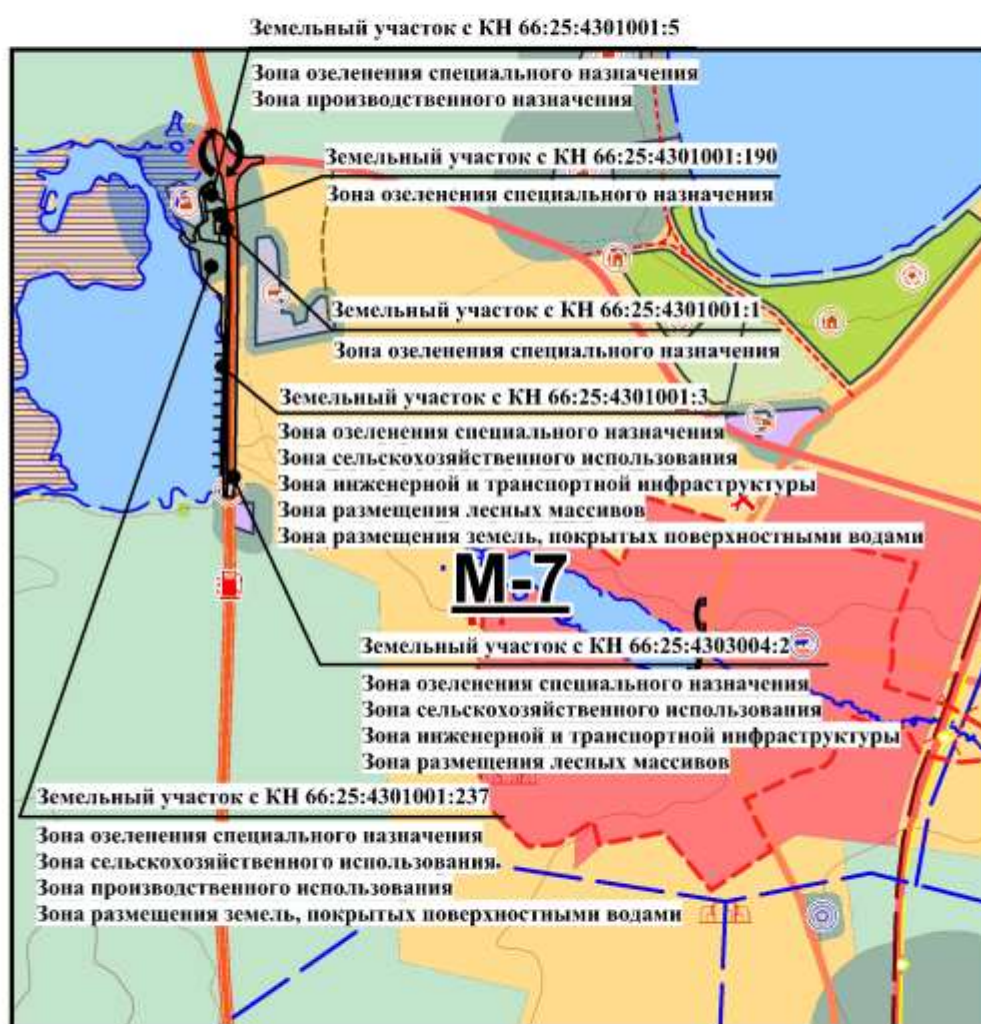 Земельный участок с КН 66:25:4301001:5
Зона озеленения специального назначения
Зона производственного назначения
Земельный участок с КН 66:25:4301001:190
Зона озеленения специального назначения
Земельный участок с КН 66:25:4301001:1
Зона озеленения специального назначения
Земельный участок с КН 66:25:4301001:3
Зона озеленения специального назначения
Зона сельскохозяйственного использования
Зона инженерной и транспортной инфраструктуры
Зона размещения лесных массивов
Зона размещения земель, покрытых поверхностными водами
М-7
Земельный участок с КН 66:25:4303004:2
Зона озеленения специального назначения
Зона сельскохозяйственного использования
Зона инженерной и транспортной инфраструктуры
Зона размещения лесных массивов
Земельный участок с КН 66:25:4301001:237
Зона озеленения специального назначения
Зона сельскохозяйственного использования
Зона производственного использования
Зона размещения земель, покрытых поверхностными водами